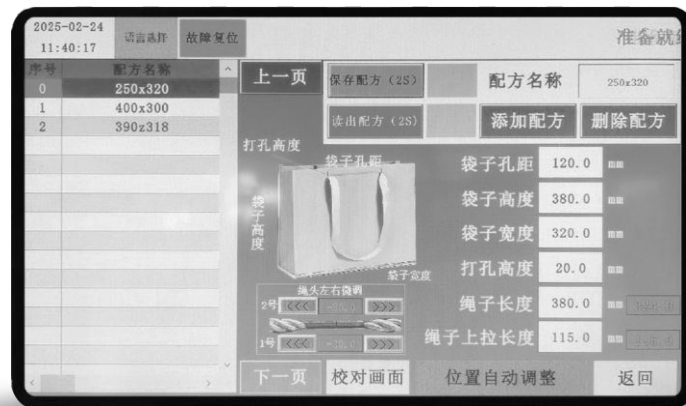 2025-02-24
11:40:17
语言选择
故障复位
准备就绪
序号 配方名称
0 250x320
1 400x300
2 390z318
上一页
保存配方（2S）
配方名称
250x320
读出配方（2S）
添加配方
删除配方
打孔高度
袋子孔距
袋子高度
袋子宽度
袋子孔距 120.0 mm
袋子高度 380.0 mm
袋子宽度 320.0 mm
打孔高度 20.0 mm
绳子长度 380.0 mm
绳子上拉长度 115.0 mm
绳头左右微调
2号 <<< >>>
1号 <<< >>>
下一页
校对画面
位置自动调整
返回